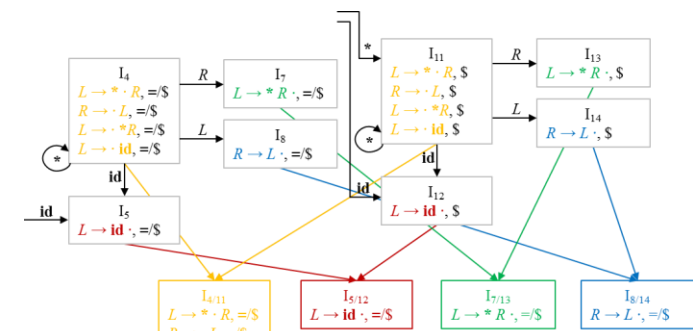 I4
L → * · R, =/$
R → · L, =/$
L → · *R, =/$
L → · id, =/$
*
R
I7
L → * R ·, =/$
L
I8
R → L ·, =/$
id
id
I5
L → id ·, =/$
*
I11
L → * · R, $
R → · L, $
L → · *R, $
L → · id, $
*
R
I13
L → * R ·, $
L
I14
R → L ·, $
id
id
I12
L → id ·, $
I4/11
L → * · R, =/$
I5/12
L → id ·, =/$
I7/13
L → * R ·, =/$
I8/14
R → L ·, =/$